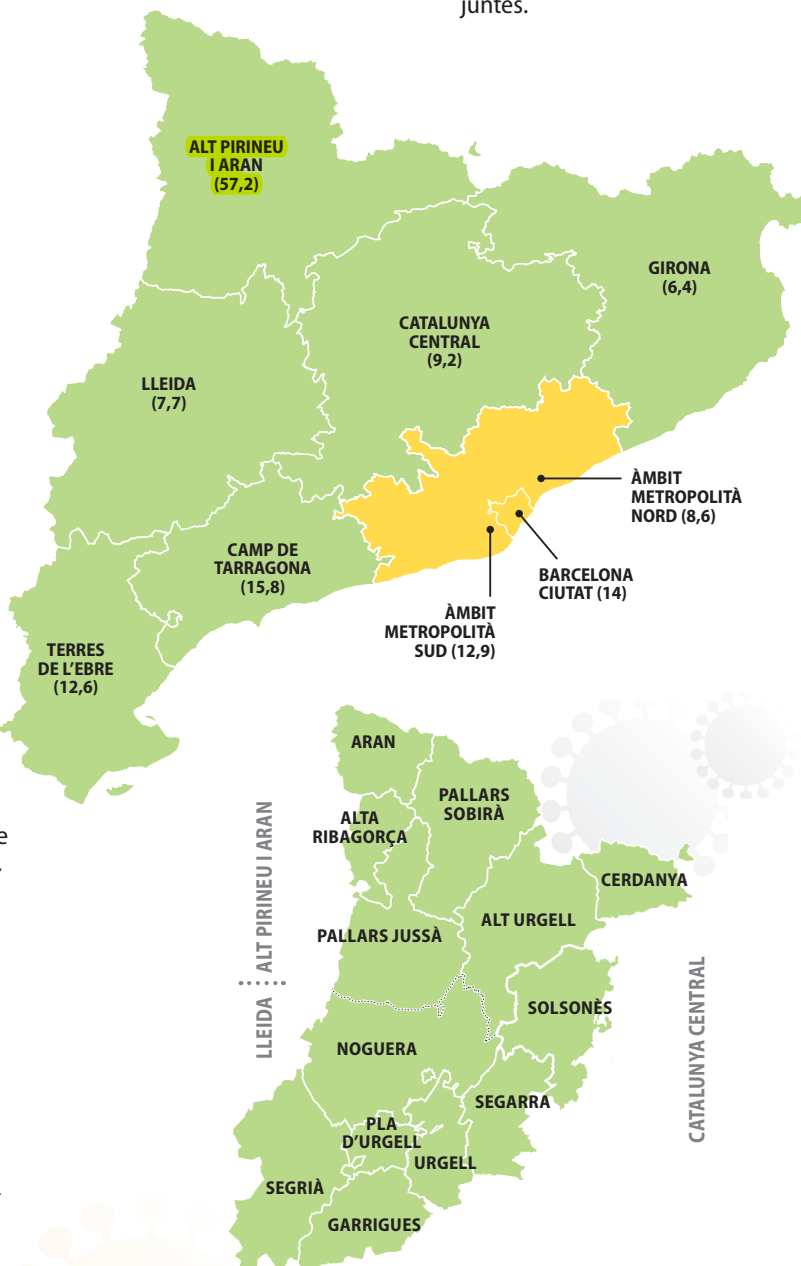 juntes.
ALT PIRINEU
I ARAN
(57,2)
GIRONA
(6,4)
CATALUNYA
CENTRAL
(9,2)
LLEIDA
(7,7)
ÀMBIT
METROPOLITÀ
NORD (8,6)
CAMP DE
TARRAGONA
(15,8)
BARCELONA
CIUTAT (14)
ÀMBIT
METROPOLITÀ
SUD (12,9)
TERRES
DE L'EBRE
(12,6)
ARAN
PALLARS
SOBIRÀ
ALTA
RIBAGORÇA
CERDANYA
ALT URGELL
PALLARS JUSSÀ
ALT PIRINEU I ARAN
LLEIDA
SOLSONÈS
CATALUNYA CENTRAL
NOGUERA
SEGARRA
PLA
D'URGELL
URGELL
SEGRIÀ
GARRIGUES